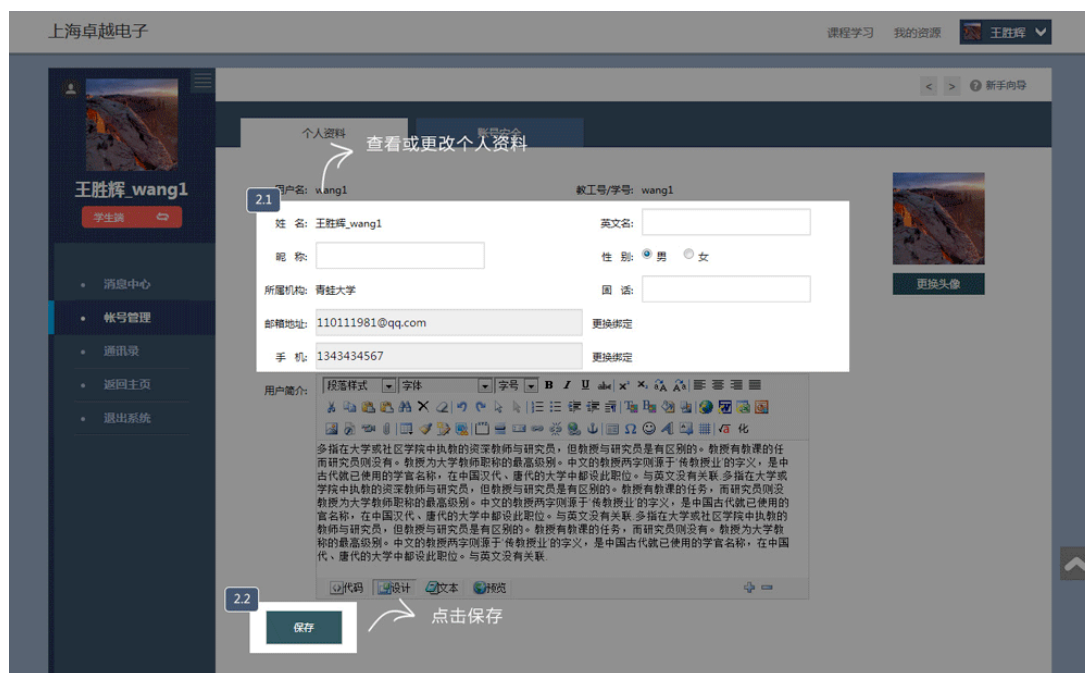 上海卓越电子
课程学习 我的资源 王胜辉
< > 新手向导
个人资料 账号安全
查看或更改个人资料
王胜辉_wang1
学生端
消息中心
帐号管理
通讯录
返回主页
退出系统
2.1
用户名: wang1 教工号/学号: wang1
姓 名: 王胜辉_wang1 英文名:
昵 称: 性 别: 男 女
所属机构: 青蛙大学 固 话:
邮箱地址: 110111981@qq.com 更换绑定
手 机: 1343434567 更换绑定
更换头像
用户简介: 段落样式 字体 字号 B I U abc x² x₂
多指在大学或社区学院中执教的资深教师与研究员，但教授与研究员是有区别的。教授有教课的任
而研究员则没有。教授为大学教师职称的最高级别。中文的教授两字则源于‘传教授业’的字义，是中
古代就已使用的学官名称，在中国汉代、唐代的大学中都设此职位。与英文没有关联.多指在大学或
学院中执教的资深教师与研究员，但教授与研究员是有区别的。教授有教课的任务，而研究员则没
教授为大学教师职称的最高级别。中文的教授两字则源于‘传教授业’的字义，是中国古代就已使用的
官名称，在中国汉代、唐代的大学中都设此职位。与英文没有关联.多指在大学或社区学院中执教的
教师与研究员，但教授与研究员是有区别的。教授有教课的任务，而研究员则没有。教授为大学教
称的最高级别。中文的教授两字则源于‘传教授业’的字义，是中国古代就已使用的学官名称，在中国
代、唐代的大学中都设此职位。与英文没有关联.
代码 设计 文本 预览
2.2
保存
点击保存